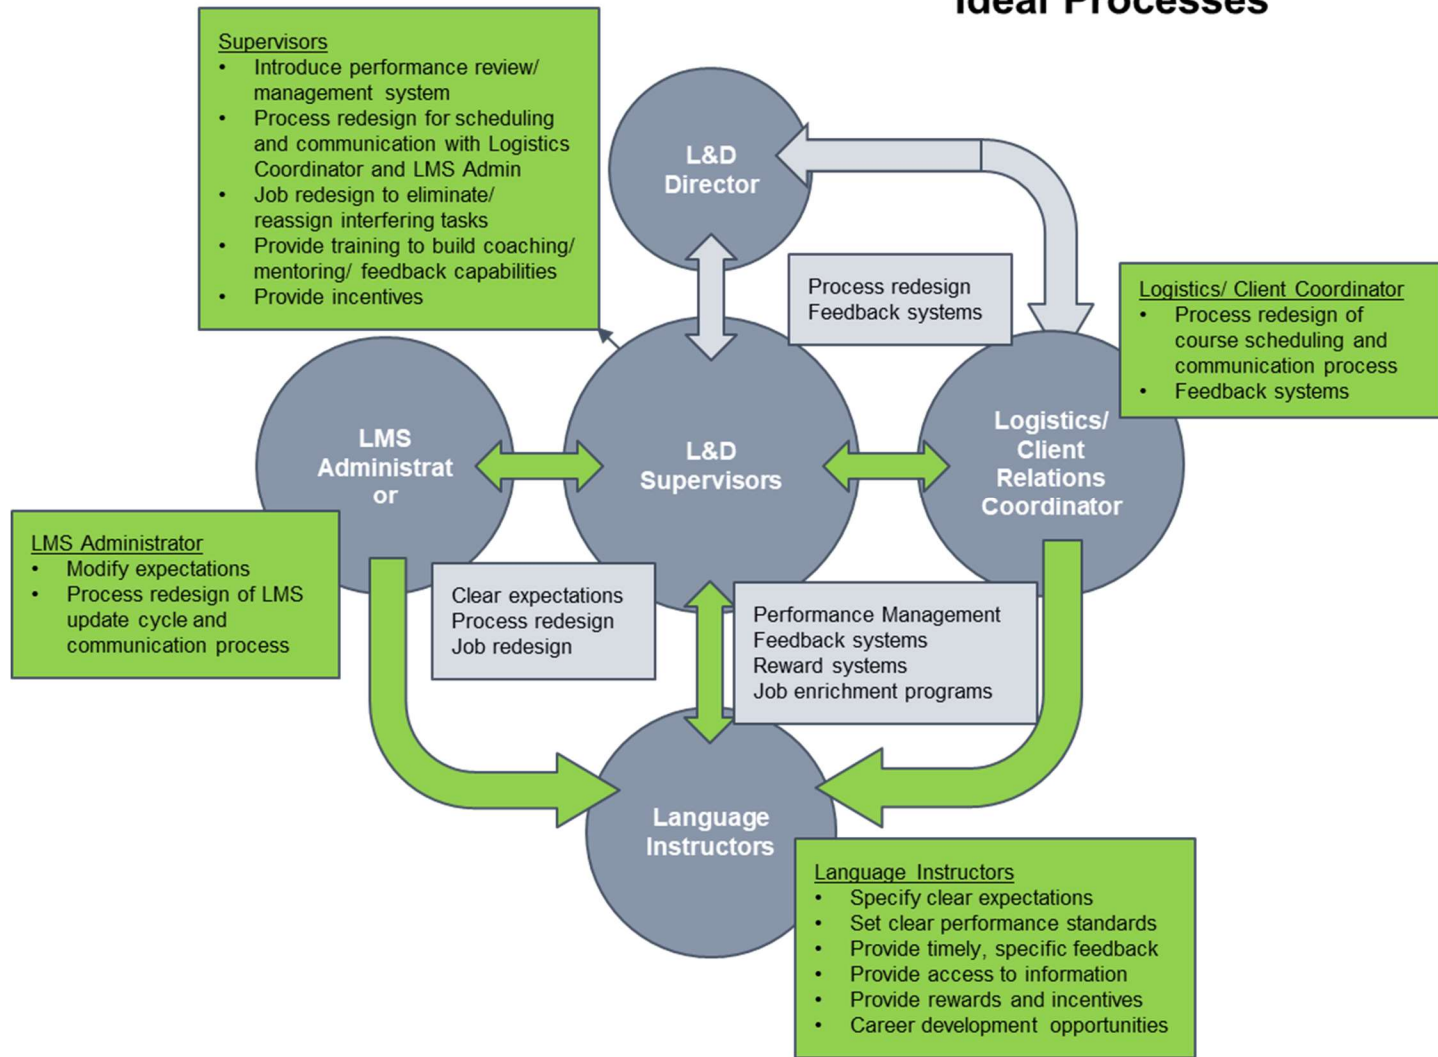 Ideal Processes
Supervisors
• Introduce performance review/
management system
• Process redesign for scheduling
and communication with Logistics
Coordinator and LMS Admin
• Job redesign to eliminate/
reassign interfering tasks
• Provide training to build coaching/
mentoring/ feedback capabilities
• Provide incentives
L&D
Director
Process redesign
Feedback systems
Logistics/ Client Coordinator
• Process redesign of
course scheduling and
communication process
• Feedback systems
LMS
Administrat
or
L&D
Supervisors
Logistics/
Client
Relations
Coordinator
LMS Administrator
• Modify expectations
• Process redesign of LMS
update cycle and
communication process
Clear expectations
Process redesign
Job redesign
Performance Management
Feedback systems
Reward systems
Job enrichment programs
Language
Instructors
Language Instructors
• Specify clear expectations
• Set clear performance standards
• Provide timely, specific feedback
• Provide access to information
• Provide rewards and incentives
• Career development opportunities